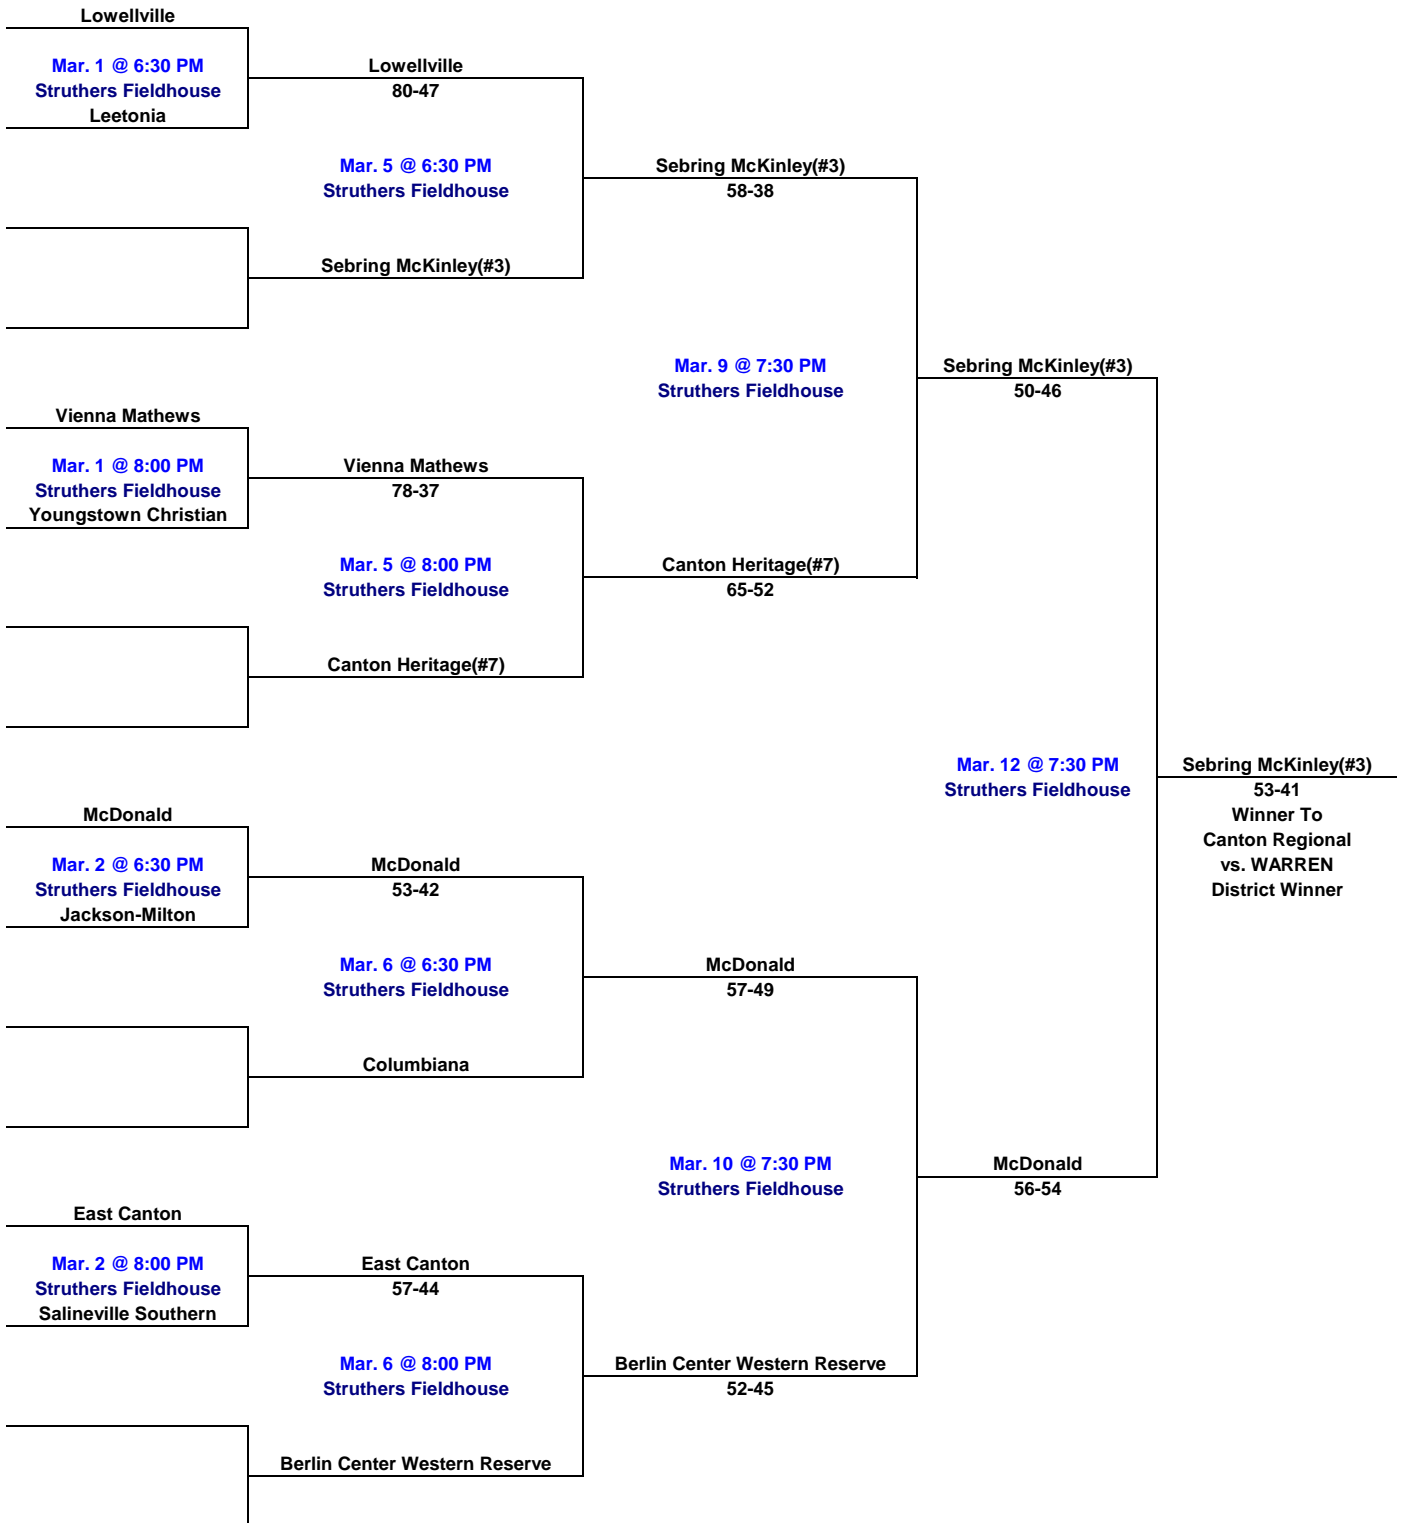 Lowellville
Mar. 1 @ 6:30 PM
Struthers Fieldhouse
Leetonia
Lowellville
80-47
Mar. 5 @ 6:30 PM
Struthers Fieldhouse
Sebring McKinley(#3)
58-38
Sebring McKinley(#3)
Mar. 9 @ 7:30 PM
Struthers Fieldhouse
Sebring McKinley(#3)
50-46
Vienna Mathews
Mar. 1 @ 8:00 PM
Struthers Fieldhouse
Youngstown Christian
Vienna Mathews
78-37
Mar. 5 @ 8:00 PM
Struthers Fieldhouse
Canton Heritage(#7)
65-52
Canton Heritage(#7)
Mar. 12 @ 7:30 PM
Struthers Fieldhouse
Sebring McKinley(#3)
53-41
Winner To
Canton Regional
vs. WARREN
District Winner
McDonald
Mar. 2 @ 6:30 PM
Struthers Fieldhouse
Jackson-Milton
McDonald
53-42
Mar. 6 @ 6:30 PM
Struthers Fieldhouse
McDonald
57-49
Columbiana
Mar. 10 @ 7:30 PM
Struthers Fieldhouse
McDonald
56-54
East Canton
Mar. 2 @ 8:00 PM
Struthers Fieldhouse
Salineville Southern
East Canton
57-44
Mar. 6 @ 8:00 PM
Struthers Fieldhouse
Berlin Center Western Reserve
52-45
Berlin Center Western Reserve